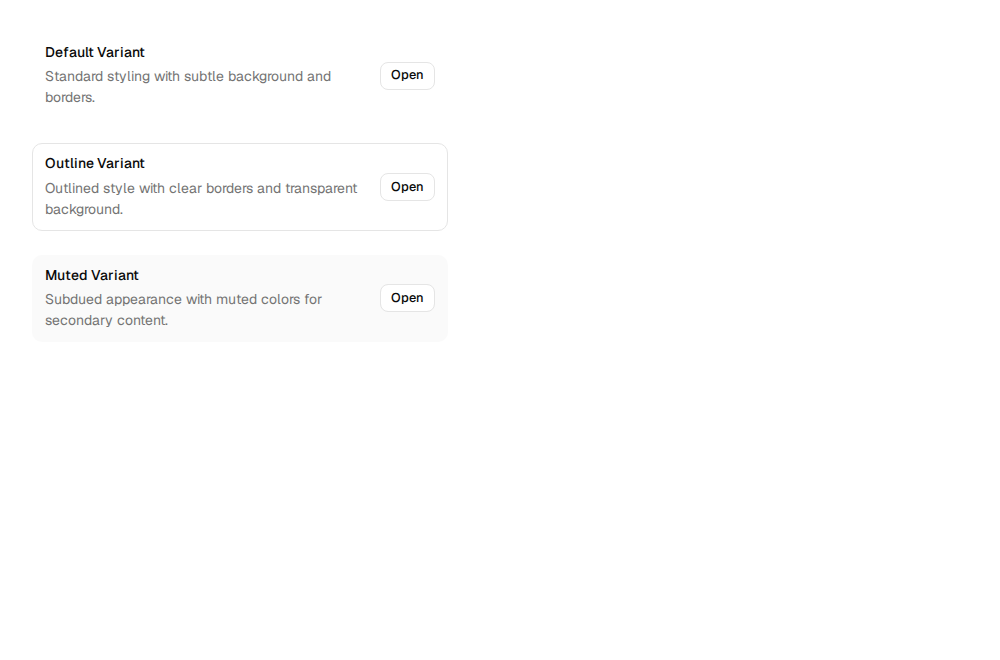 Default Variant
Standard styling with subtle background and
borders.
Open
Outline Variant
Outlined style with clear borders and transparent
background.
Open
Muted Variant
Subdued appearance with muted colors for
secondary content.
Open